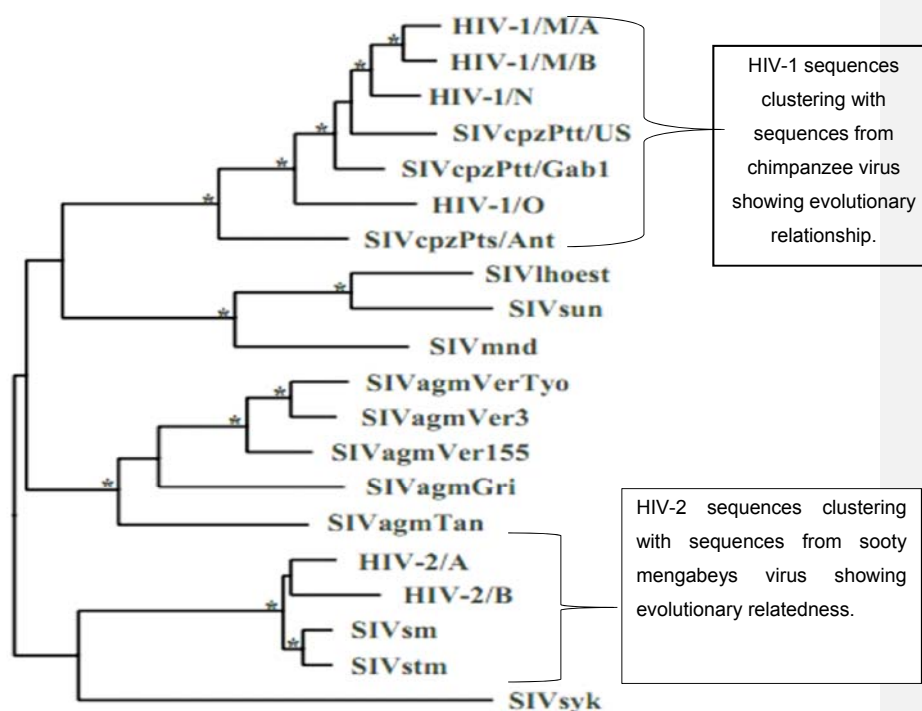 HIV-1/M/A
HIV-1/M/B
HIV-1/N
SIVcpzPtt/US
SIVcpzPtt/Gab1
HIV-1/O
SIVcpzPts/Ant
SIVlhoest
SIVsun
SIVmnd
SIVagmVerTyo
SIVagmVer3
SIVagmVer155
SIVagmGri
SIVagmTan
HIV-2/A
HIV-2/B
SIVsm
SIVstm
SIVsyk
HIV-1 sequences
clustering with
sequences from
chimpanzee virus
showing evolutionary
relationship.
HIV-2 sequences clustering
with sequences from sooty
mengabeys virus showing
evolutionary relatedness.